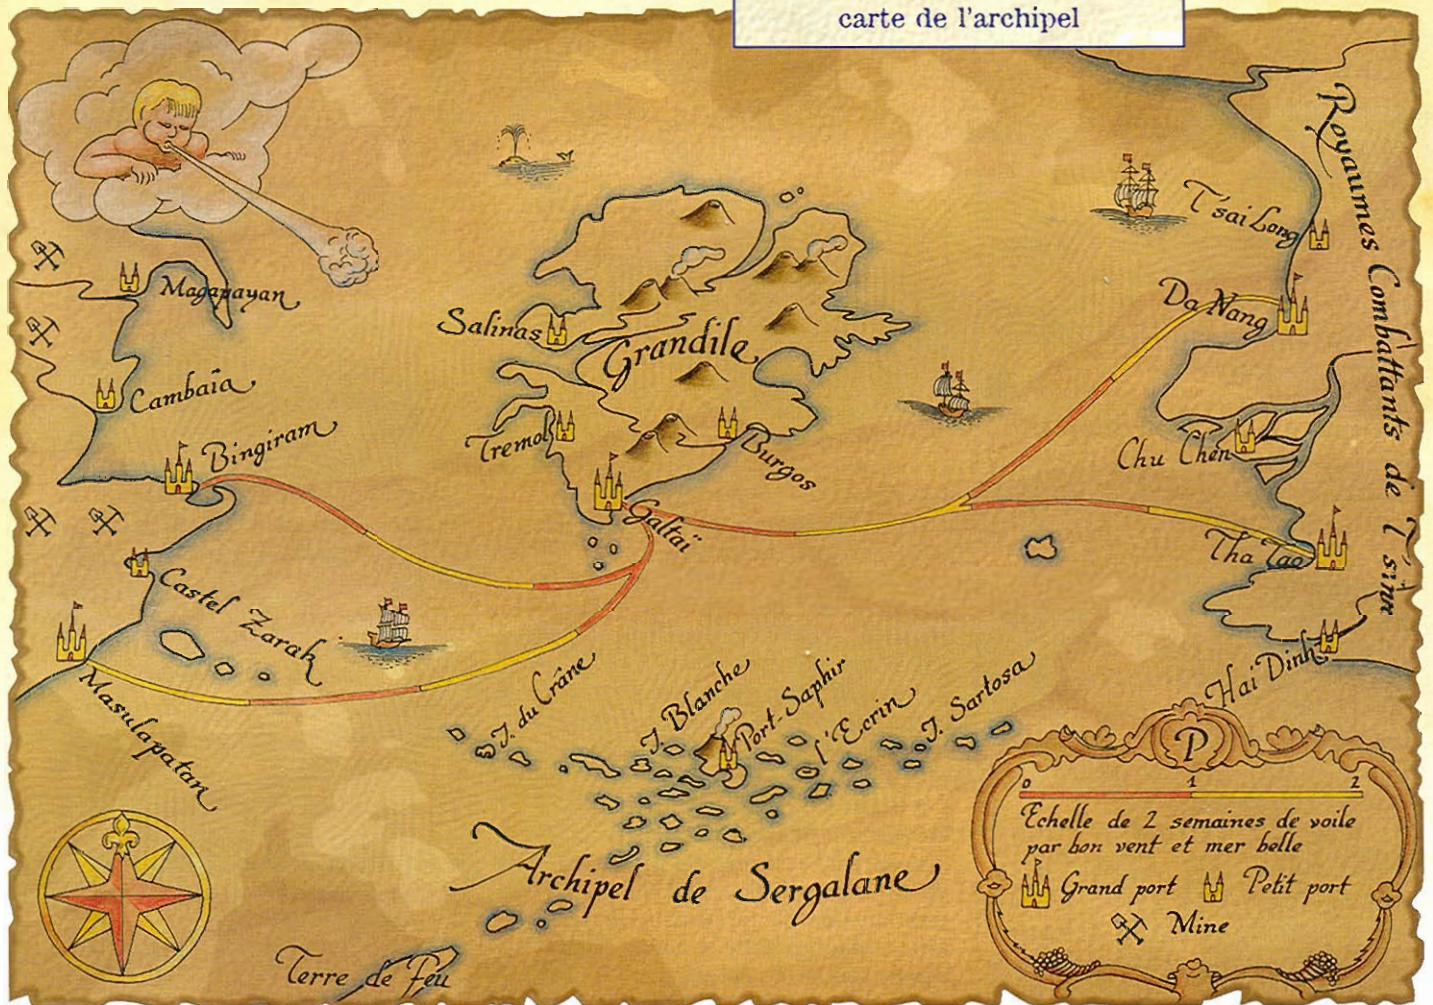 carte de l'archipel
Royaumes Combattants de T'sinn
T'sai Long
Magapayan
Da Nang
Salinas
Grandile
Cambaïa
Bingiram
Tremol
Burgos
Chu Chen
Galtaï
Tha Tao
Castel Zarak
Hai Dinh
Masulapatan
I. du Crâne
I. Blanche
Port-Saphir
l'Ecrin
I. Sartosa
P
0 1 2
Echelle de 2 semaines de voile
par bon vent et mer belle
Grand port Petit port
Mine
Archipel de Sergalane
Terre de Feu